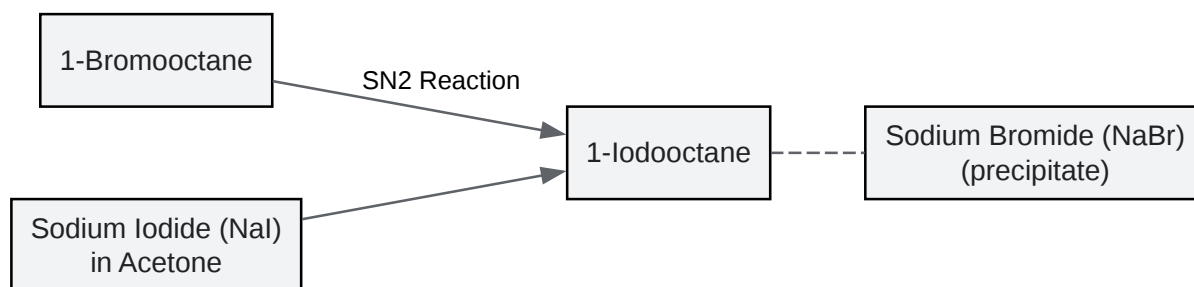 1-Bromooctane
SN2 Reaction
1-Iodooctane
Sodium Bromide (NaBr)
(precipitate)
Sodium Iodide (NaI)
in Acetone